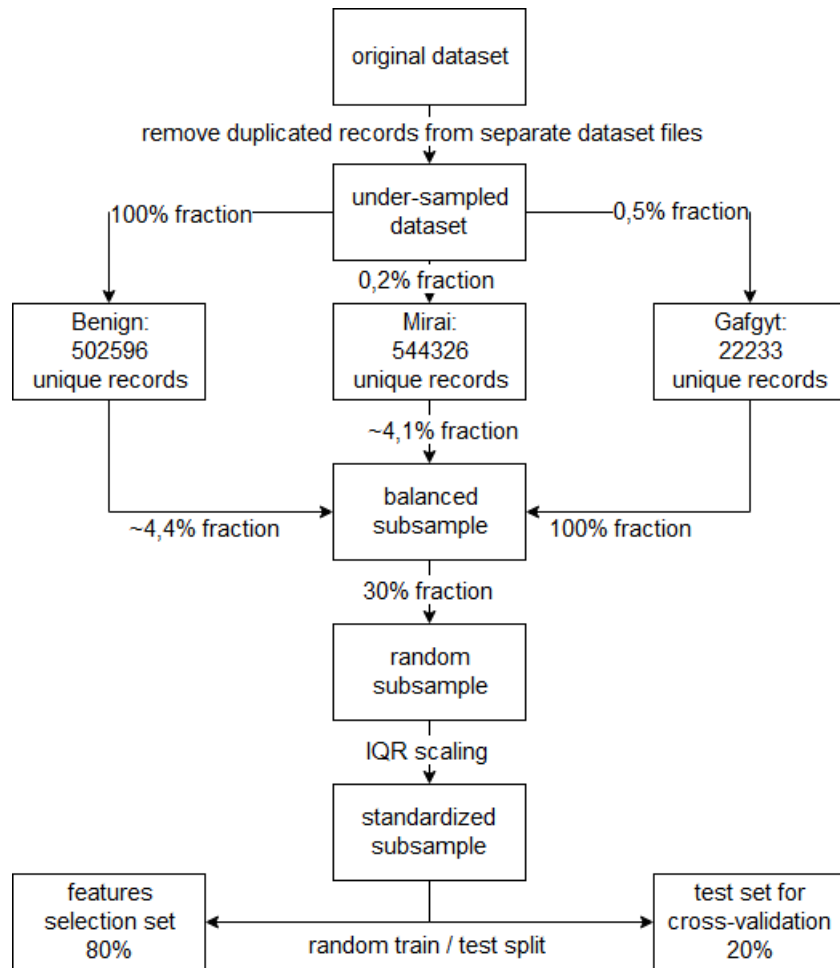 original dataset
remove duplicated records from separate dataset files
under-sampled
dataset
100% fraction
0,5% fraction
0,2% fraction
Benign:
502596
unique records
Mirai:
544326
unique records
Gafgyt:
22233
unique records
~4,1% fraction
balanced
subsample
~4,4% fraction
100% fraction
30% fraction
random
subsample
IQR scaling
standardized
subsample
features
selection set
80%
random train / test split
test set for
cross-validation
20%